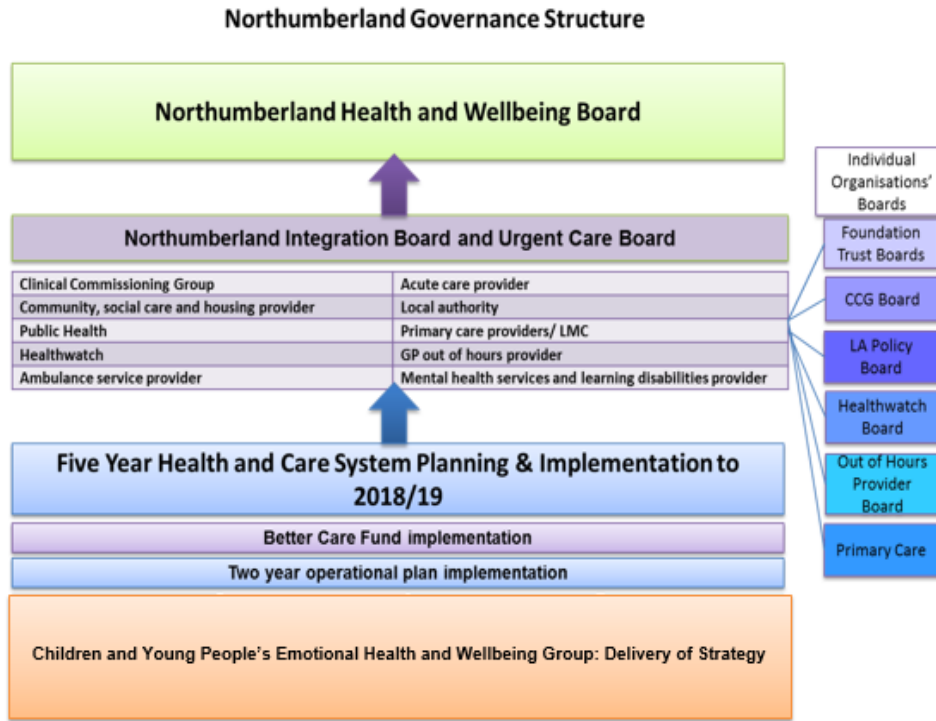 Northumberland Governance Structure
Northumberland Health and Wellbeing Board
Northumberland Integration Board and Urgent Care Board
Clinical Commissioning Group
Acute care provider
Community, social care and housing provider
Local authority
Public Health
Primary care providers/ LMC
Healthwatch
GP out of hours provider
Ambulance service provider
Mental health services and learning disabilities provider
Five Year Health and Care System Planning & Implementation to
2018/19
Better Care Fund implementation
Two year operational plan implementation
Children and Young People's Emotional Health and Wellbeing Group: Delivery of Strategy
Individual
Organisations'
Boards
Foundation
Trust Boards
CCG Board
LA Policy
Board
Healthwatch
Board
Out of Hours
Provider
Board
Primary Care